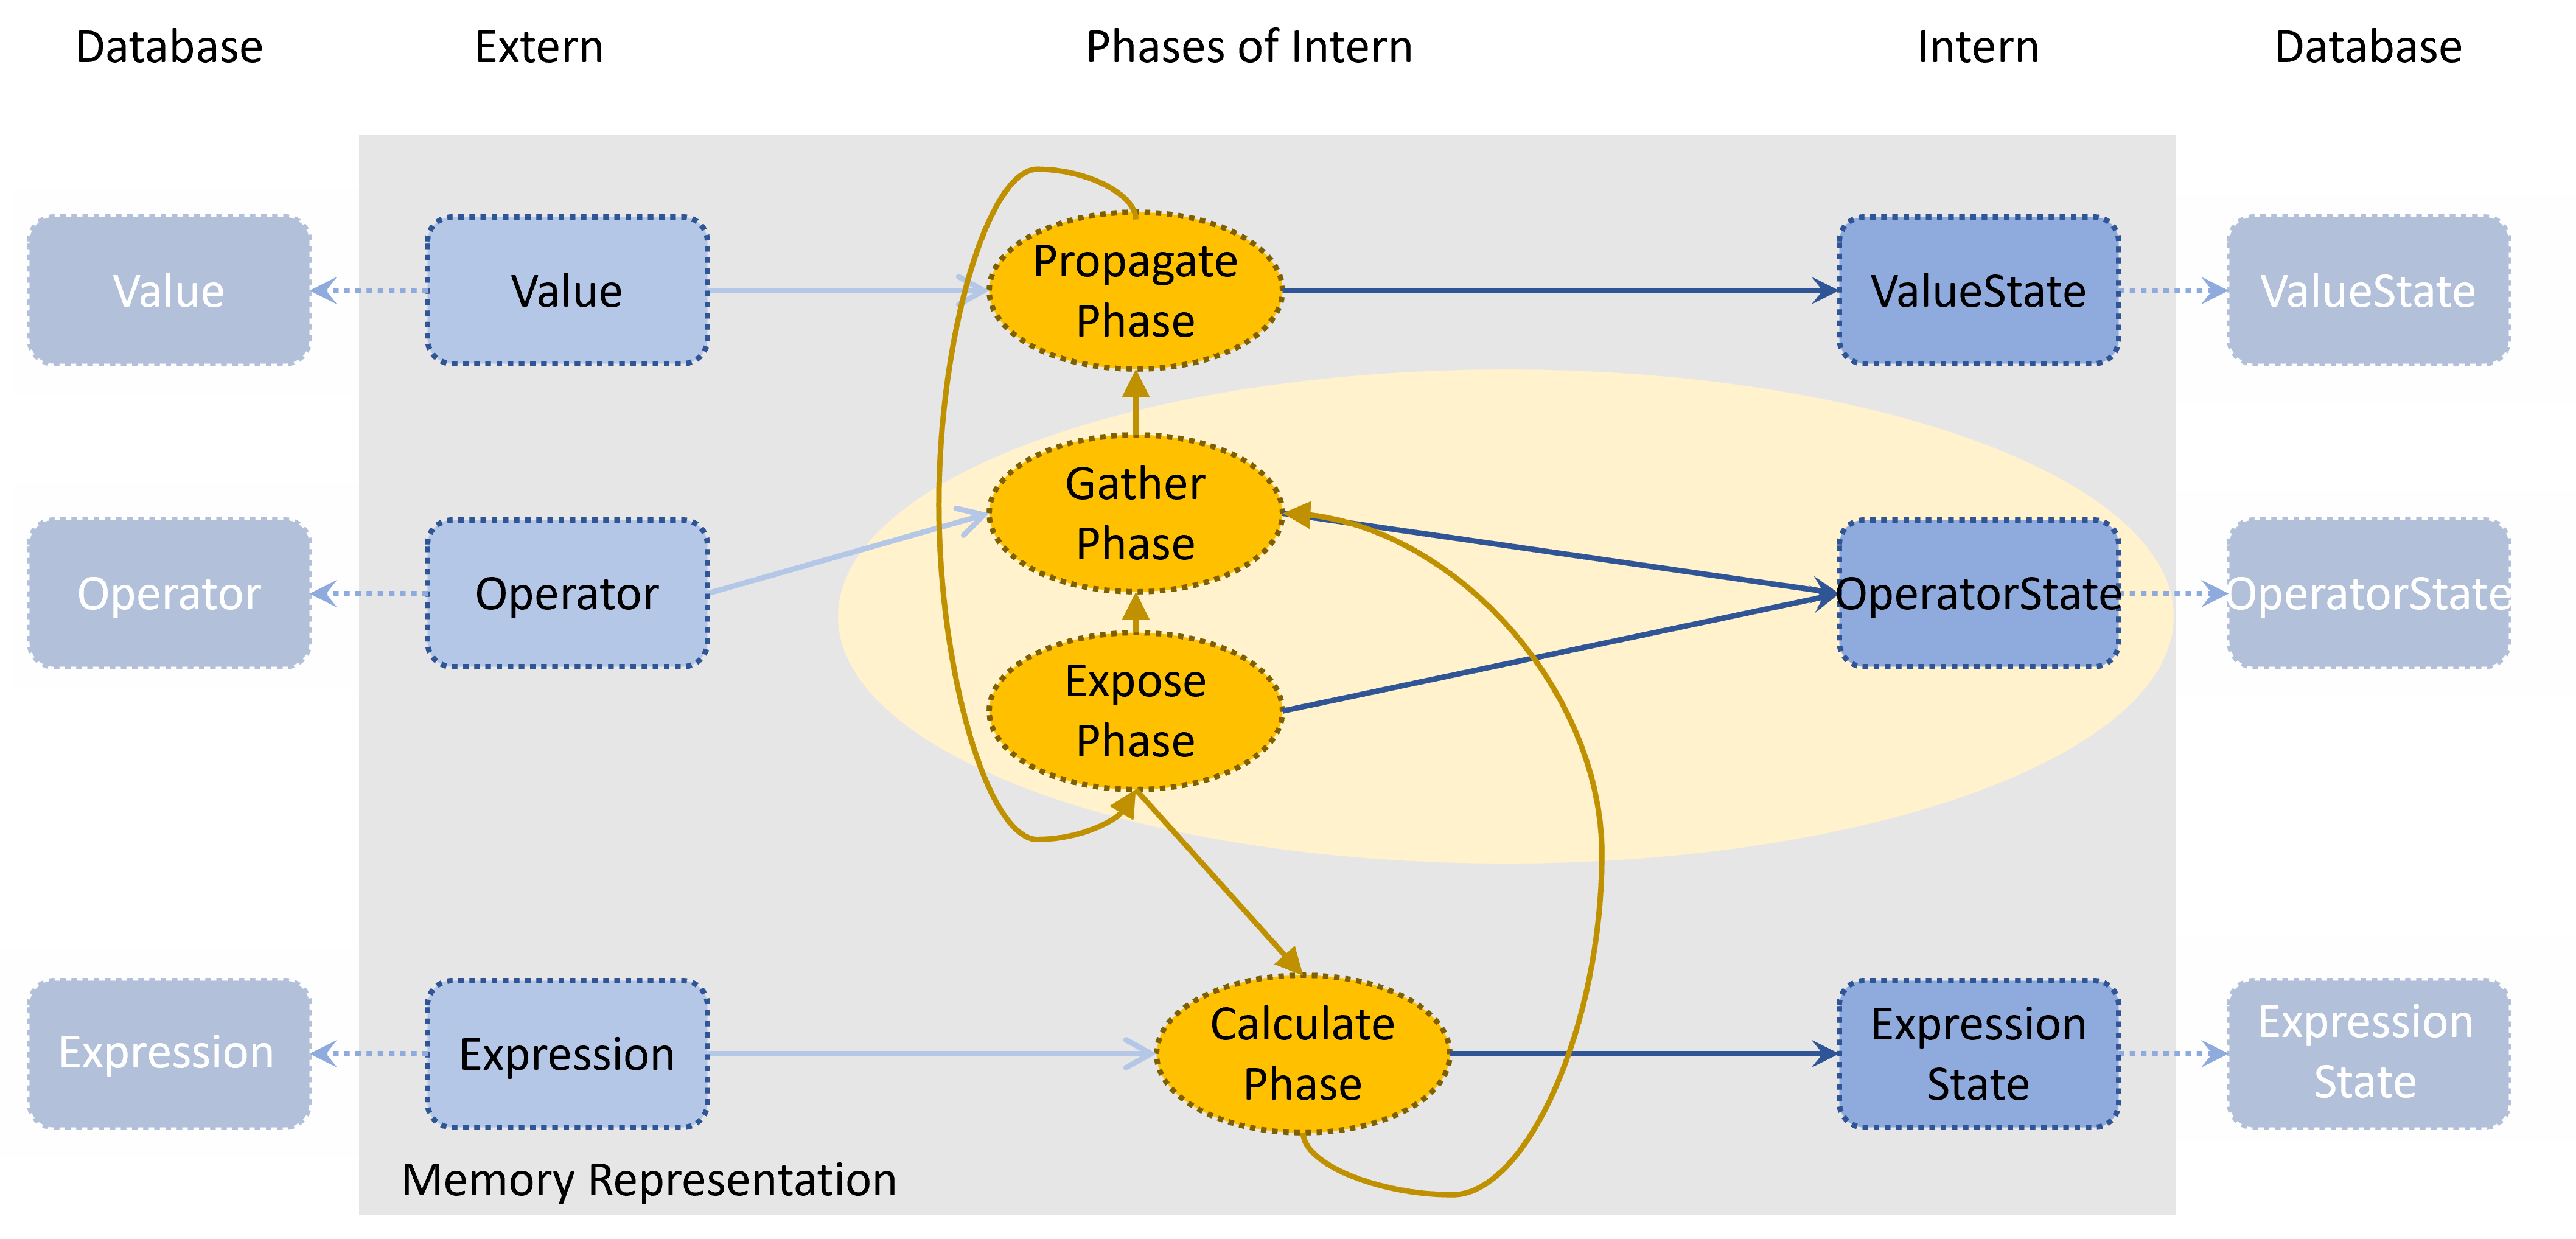 Database
Extern
Phases of Intern
Intern
Database
Value
Value
Propagate
Phase
ValueState
ValueState
Gather
Phase
Operator
Operator
OperatorState
OperatorState
Expose
Phase
Expression
Expression
Calculate
Phase
Expression
State
Expression
State
Memory Representation